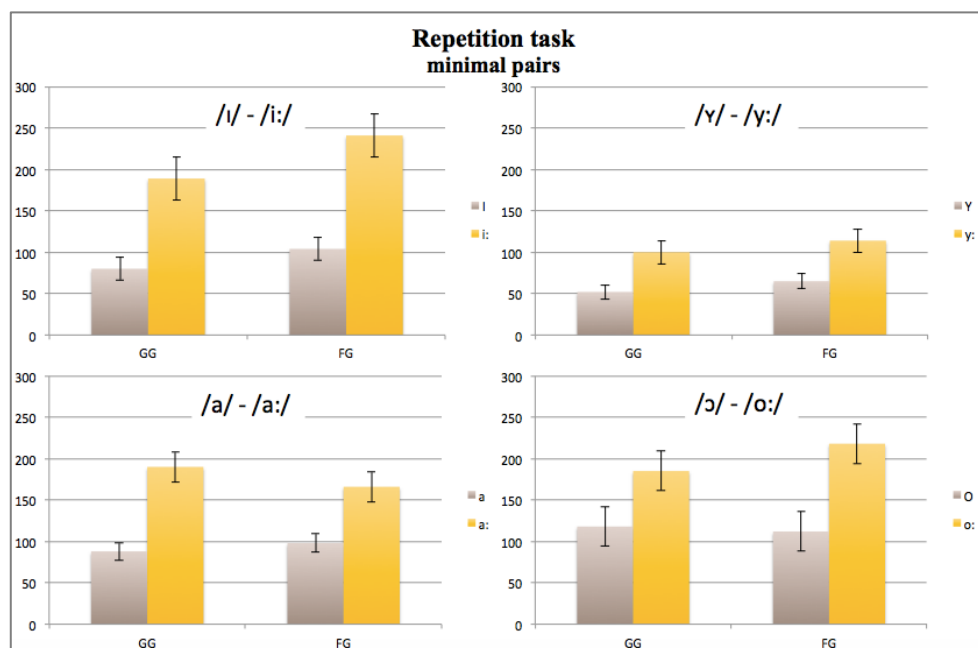 Repetition task
minimal pairs
/ɪ/ - /i:/
300
250
200
150
100
50
0
GG
FG
I
i:
/ʏ/ - /y:/
300
250
200
150
100
50
0
GG
FG
Y
y:
/a/ - /a:/
300
250
200
150
100
50
0
GG
FG
a
a:
/ɔ/ - /o:/
300
250
200
150
100
50
0
GG
FG
O
o: